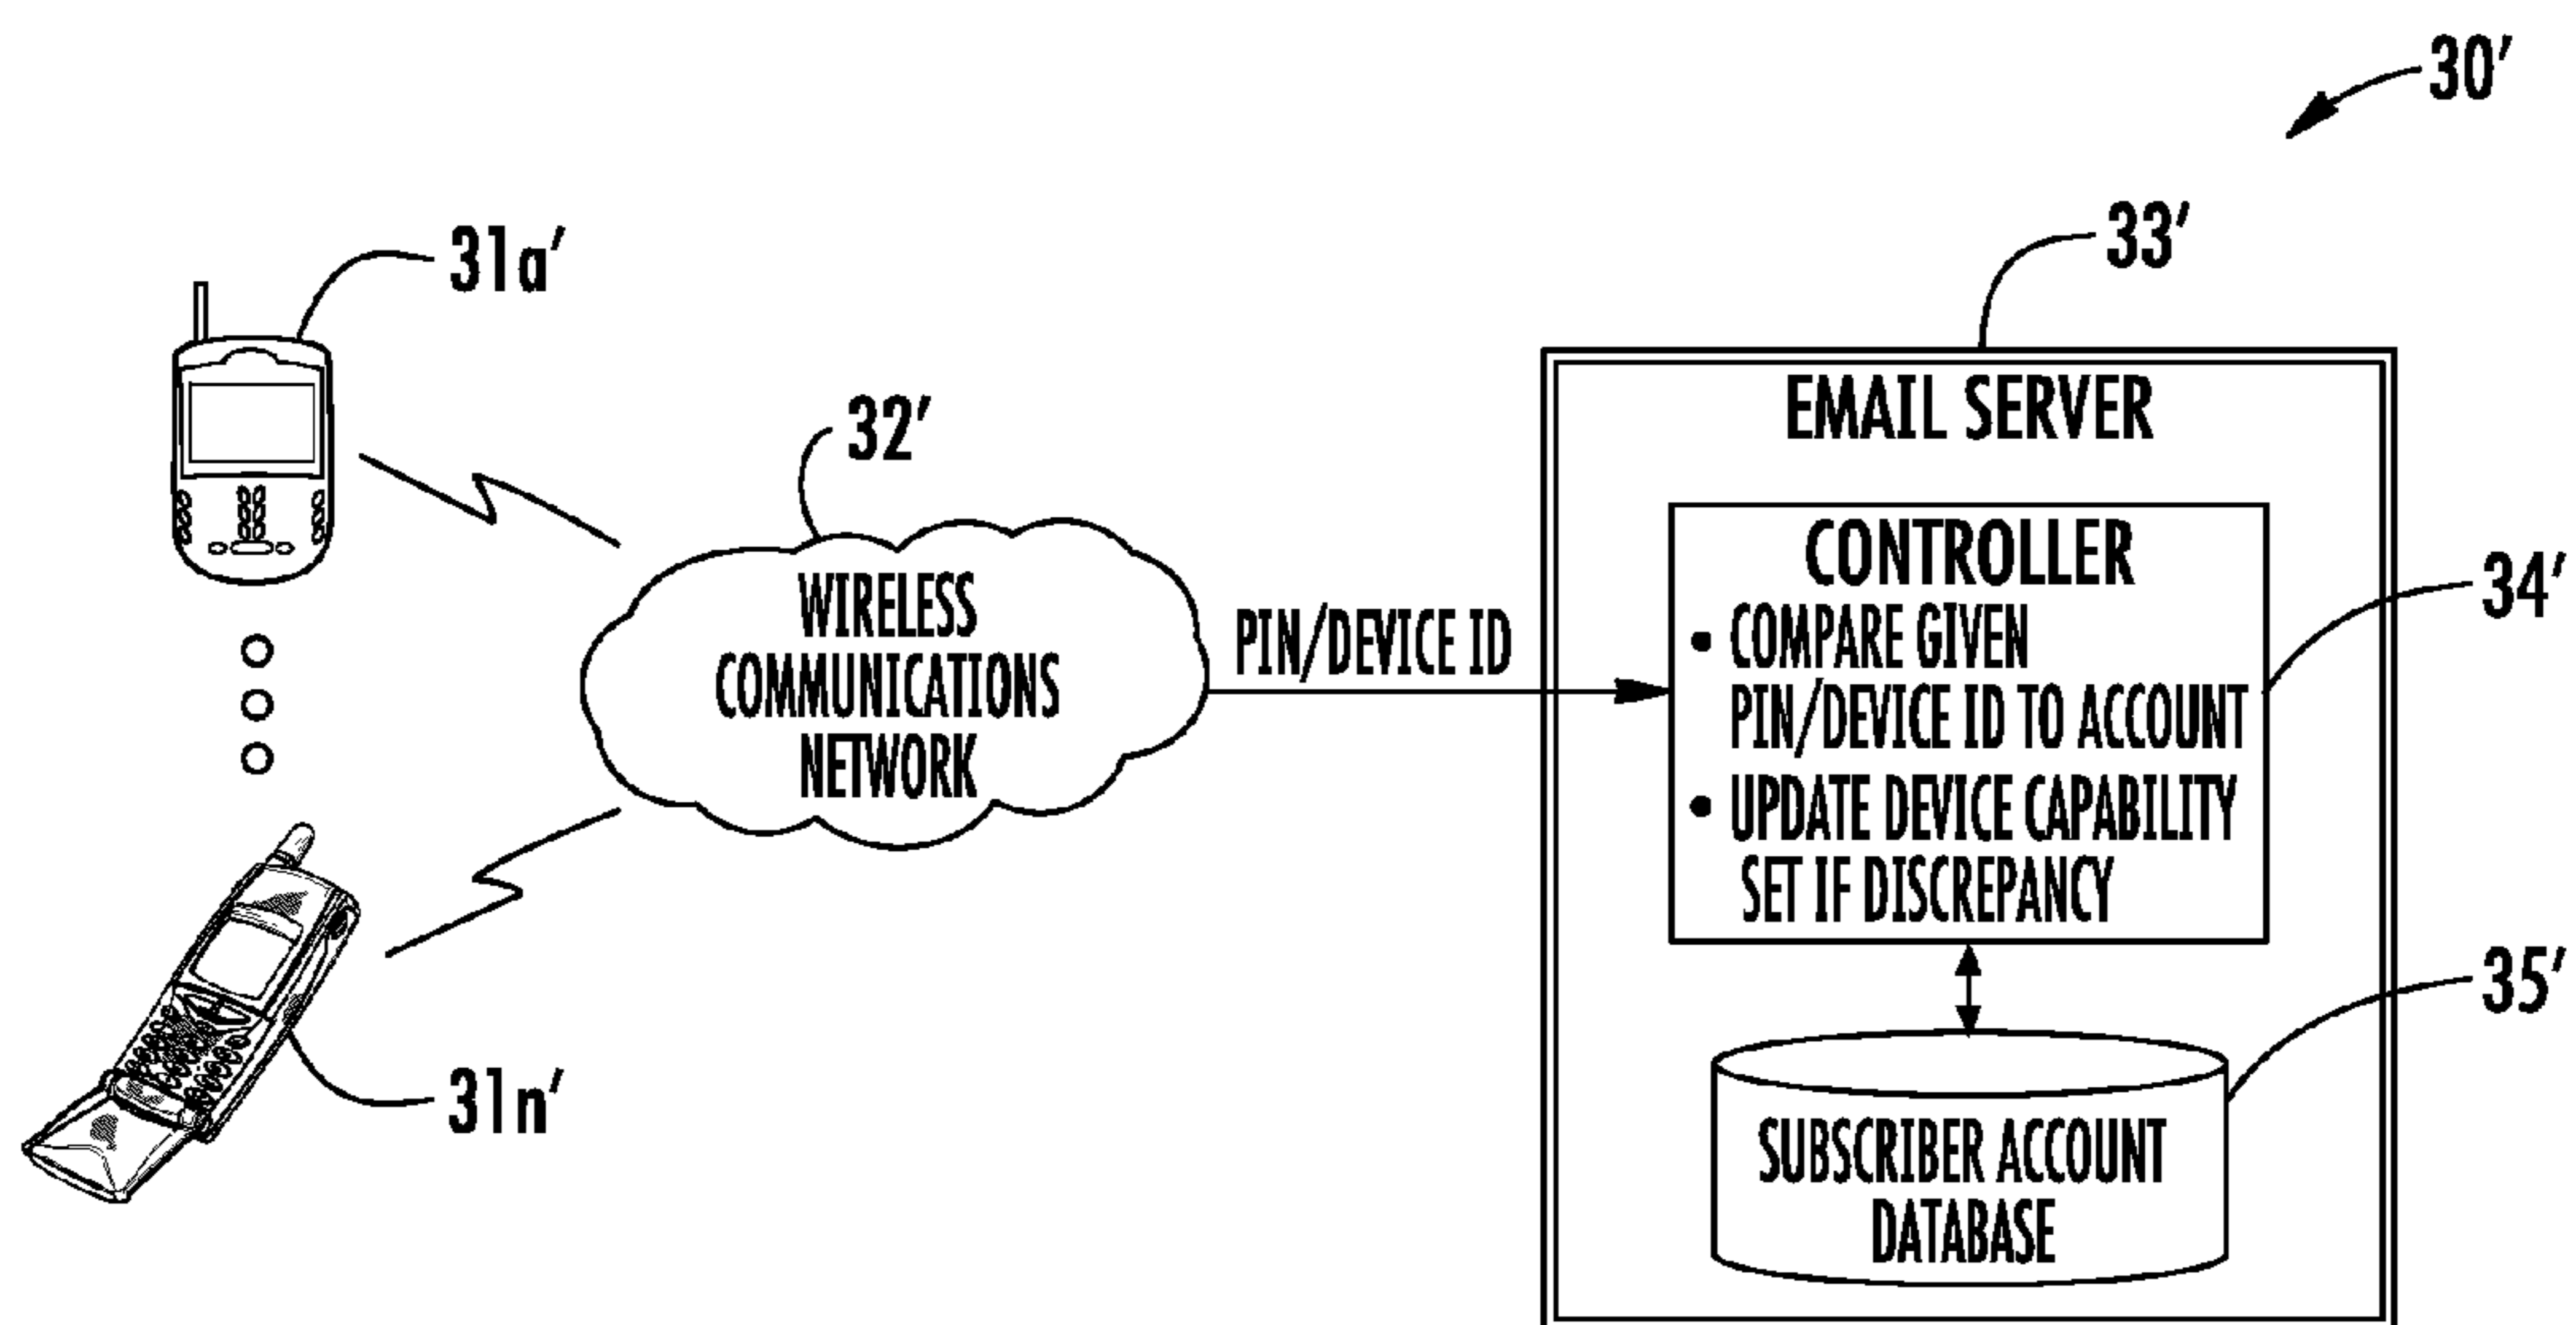 30′
33′
31a′
32′
EMAIL SERVER
CONTROLLER
• COMPARE GIVEN
PIN/DEVICE ID TO ACCOUNT
• UPDATE DEVICE CAPABILITY
SET IF DISCREPANCY
34′
WIRELESS
COMMUNICATIONS
NETWORK
PIN/DEVICE ID
35′
31n′
SUBSCRIBER ACCOUNT
DATABASE